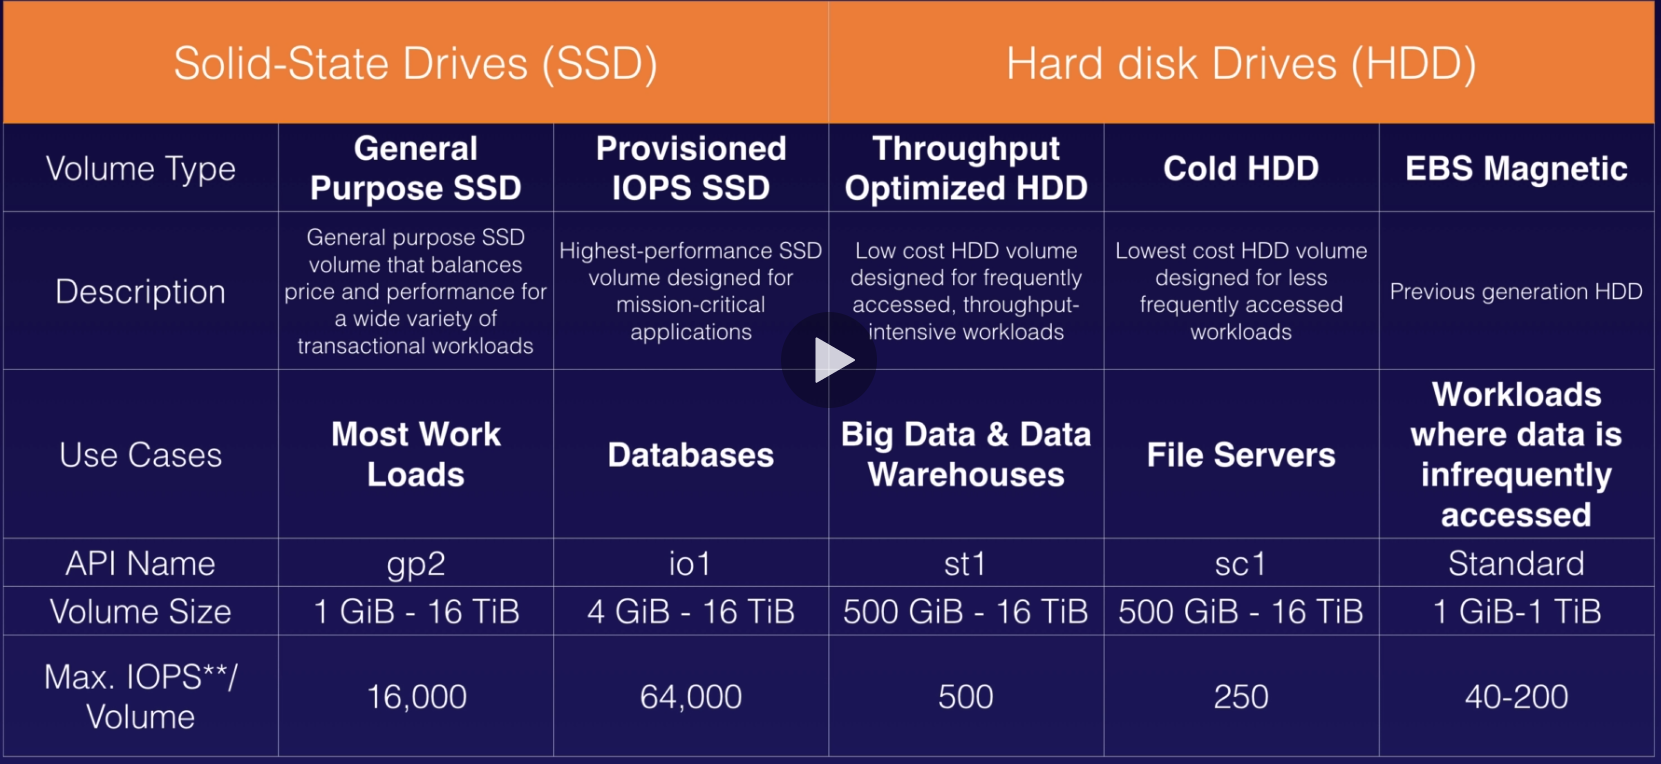 Solid-State Drives (SSD)
Hard disk Drives (HDD)
Volume Type
General
Purpose SSD
Provisioned
IOPS SSD
Throughput
Optimized HDD
Cold HDD
EBS Magnetic
Description
General purpose SSD
volume that balances
price and performance for
a wide variety of
transactional workloads
Highest-performance SSD
volume designed for
mission-critical
applications
Low cost HDD volume
designed for frequently
accessed, throughput-
intensive workloads
Lowest cost HDD volume
designed for less
frequently accessed
workloads
Previous generation HDD
Use Cases
Most Work
Loads
Databases
Big Data & Data
Warehouses
File Servers
Workloads
where data is
infrequently
accessed
API Name
gp2
io1
st1
sc1
Standard
Volume Size
1 GiB - 16 TiB
4 GiB - 16 TiB
500 GiB - 16 TiB
500 GiB - 16 TiB
1 GiB-1 TiB
Max. IOPS**/
Volume
16,000
64,000
500
250
40-200